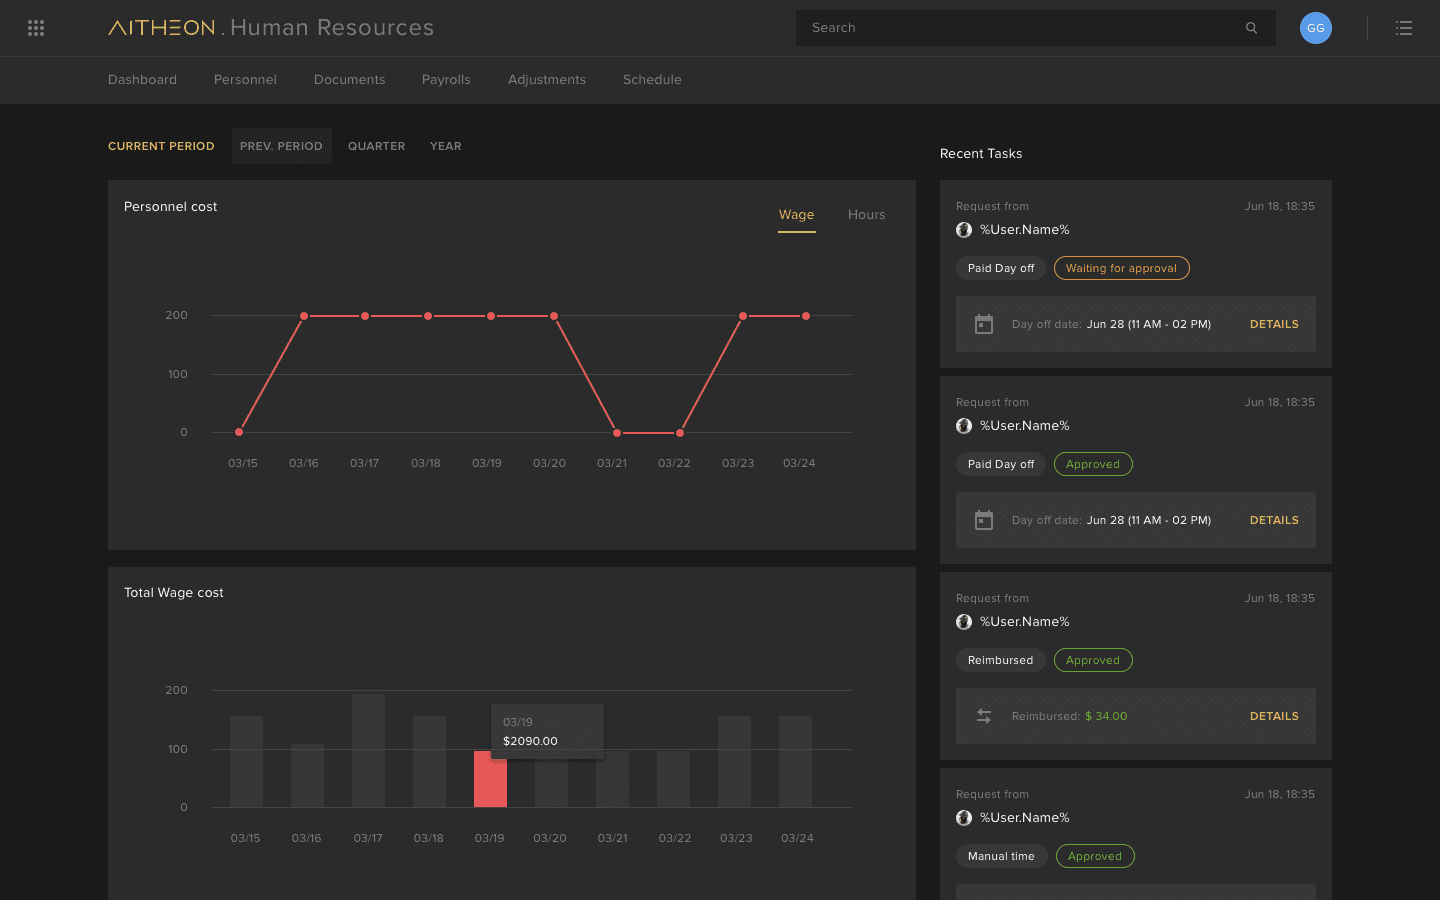 AITHEON . Human Resources
Search
GG
Dashboard Personnel Documents Payrolls Adjustments Schedule
CURRENT PERIOD PREV. PERIOD QUARTER YEAR
Personnel cost
Wage Hours
200
100
0
03/15 03/16 03/17 03/18 03/19 03/20 03/21 03/22 03/23 03/24
Total Wage cost
200
100
0
03/19
$2090.00
03/15 03/16 03/17 03/18 03/19 03/20 03/21 03/22 03/23 03/24
Recent Tasks
Request from Jun 18, 18:35
%User.Name%
Paid Day off Waiting for approval
Day off date: Jun 28 (11 AM - 02 PM) DETAILS
Request from Jun 18, 18:35
%User.Name%
Paid Day off Approved
Day off date: Jun 28 (11 AM - 02 PM) DETAILS
Request from Jun 18, 18:35
%User.Name%
Reimbursed Approved
Reimbursed: $ 34.00 DETAILS
Request from Jun 18, 18:35
%User.Name%
Manual time Approved